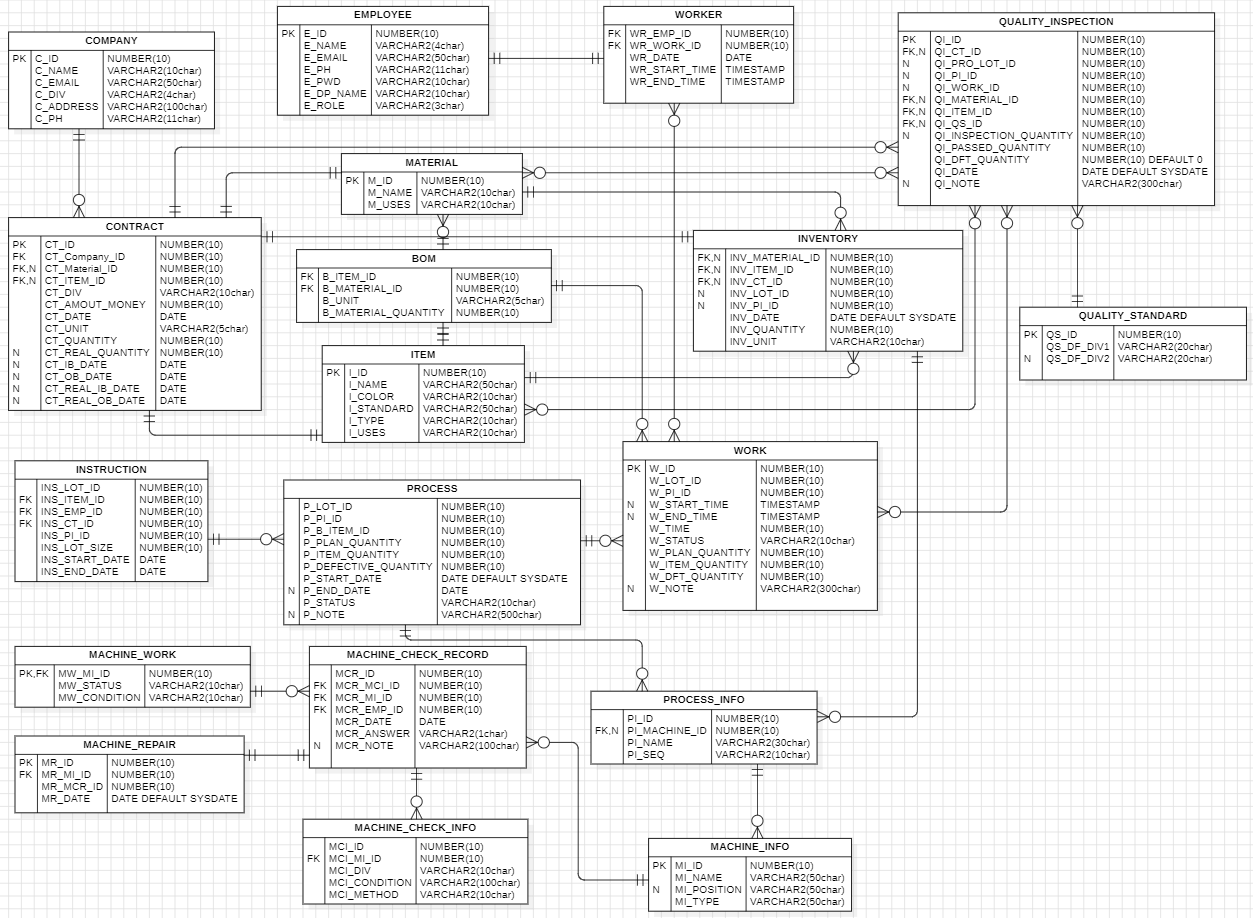 COMPANY
PK C_ID NUMBER(10)
C_NAME VARCHAR2(10char)
C_EMAIL VARCHAR2(50char)
C_DIV VARCHAR2(4char)
C_ADDRESS VARCHAR2(100char)
C_PH VARCHAR2(11char)
EMPLOYEE
PK E_ID NUMBER(10)
E_NAME VARCHAR2(4char)
E_EMAIL VARCHAR2(50char)
E_PH VARCHAR2(11char)
E_PWD VARCHAR2(10char)
E_DP_NAME VARCHAR2(10char)
E_ROLE VARCHAR2(3char)
WORKER
FK WR_EMP_ID NUMBER(10)
FK WR_WORK_ID NUMBER(10)
WR_DATE DATE
WR_START_TIME TIMESTAMP
WR_END_TIME TIMESTAMP
QUALITY_INSPECTION
PK QI_ID NUMBER(10)
FK,N QI_CT_ID NUMBER(10)
N QI_PRO_LOT_ID NUMBER(10)
N QI_PI_ID NUMBER(10)
N QI_WORK_ID NUMBER(10)
FK,N QI_MATERIAL_ID NUMBER(10)
FK,N QI_ITEM_ID NUMBER(10)
FK,N QI_QS_ID NUMBER(10)
N QI_INSPECTION_QUANTITY NUMBER(10)
QI_PASSED_QUANTITY NUMBER(10)
QI_DFT_QUANTITY NUMBER(10) DEFAULT 0
QI_DATE DATE DEFAULT SYSDATE
N QI_NOTE VARCHAR2(300char)
MATERIAL
PK M_ID NUMBER(10)
M_NAME VARCHAR2(10char)
M_USES VARCHAR2(10char)
CONTRACT
PK CT_ID NUMBER(10)
FK CT_Company_ID NUMBER(10)
FK,N CT_Material_ID NUMBER(10)
FK,N CT_ITEM_ID NUMBER(10)
CT_DIV VARCHAR2(10char)
CT_AMOUT_MONEY NUMBER(10)
CT_DATE DATE
CT_UNIT VARCHAR2(5char)
CT_QUANTITY NUMBER(10)
N CT_REAL_QUANTITY NUMBER(10)
N CT_IB_DATE DATE
N CT_OB_DATE DATE
N CT_REAL_IB_DATE DATE
N CT_REAL_OB_DATE DATE
BOM
FK B_ITEM_ID NUMBER(10)
FK B_MATERIAL_ID NUMBER(10)
B_UNIT VARCHAR2(5char)
B_MATERIAL_QUANTITY NUMBER(10)
INVENTORY
FK,N INV_MATERIAL_ID NUMBER(10)
FK,N INV_ITEM_ID NUMBER(10)
FK,N INV_CT_ID NUMBER(10)
N INV_LOT_ID NUMBER(10)
N INV_PI_ID NUMBER(10)
INV_DATE DATE DEFAULT SYSDATE
INV_QUANTITY NUMBER(10)
INV_UNIT VARCHAR2(10char)
QUALITY_STANDARD
PK QS_ID NUMBER(10)
QS_DF_DIV1 VARCHAR2(20char)
N QS_DF_DIV2 VARCHAR2(20char)
ITEM
PK I_ID NUMBER(10)
I_NAME VARCHAR2(50char)
I_COLOR VARCHAR2(10char)
I_STANDARD VARCHAR2(50char)
I_TYPE VARCHAR2(10char)
I_USES VARCHAR2(10char)
INSTRUCTION
INS_LOT_ID NUMBER(10)
FK INS_ITEM_ID NUMBER(10)
FK INS_EMP_ID NUMBER(10)
FK INS_CT_ID NUMBER(10)
INS_PI_ID NUMBER(10)
INS_LOT_SIZE NUMBER(10)
INS_START_DATE DATE
INS_END_DATE DATE
PROCESS
P_LOT_ID NUMBER(10)
P_PI_ID NUMBER(10)
P_B_ITEM_ID NUMBER(10)
P_PLAN_QUANTITY NUMBER(10)
P_ITEM_QUANTITY NUMBER(10)
P_DEFECTIVE_QUANTITY NUMBER(10)
P_START_DATE DATE DEFAULT SYSDATE
N P_END_DATE DATE
P_STATUS VARCHAR2(10char)
N P_NOTE VARCHAR2(500char)
WORK
PK W_ID NUMBER(10)
W_LOT_ID NUMBER(10)
W_PI_ID NUMBER(10)
N W_START_TIME TIMESTAMP
N W_END_TIME TIMESTAMP
W_TIME NUMBER(10)
W_STATUS VARCHAR2(10char)
W_PLAN_QUANTITY NUMBER(10)
W_ITEM_QUANTITY NUMBER(10)
W_DFT_QUANTITY NUMBER(10)
N W_NOTE VARCHAR2(300char)
MACHINE_WORK
PK,FK MW_MI_ID NUMBER(10)
MW_STATUS VARCHAR2(10char)
MW_CONDITION VARCHAR2(10char)
MACHINE_CHECK_RECORD
MCR_ID NUMBER(10)
FK MCR_MCI_ID NUMBER(10)
FK MCR_MI_ID NUMBER(10)
FK MCR_EMP_ID NUMBER(10)
MCR_DATE DATE
MCR_ANSWER VARCHAR2(1char)
N MCR_NOTE VARCHAR2(100char)
PROCESS_INFO
PI_ID NUMBER(10)
FK,N PI_MACHINE_ID NUMBER(10)
PI_NAME VARCHAR2(30char)
PI_SEQ VARCHAR2(10char)
MACHINE_REPAIR
PK MR_ID NUMBER(10)
FK MR_MI_ID NUMBER(10)
MR_MCR_ID NUMBER(10)
MR_DATE DATE DEFAULT SYSDATE
MACHINE_CHECK_INFO
MCI_ID NUMBER(10)
FK MCI_MI_ID NUMBER(10)
MCI_DIV VARCHAR2(10char)
MCI_CONDITION VARCHAR2(100char)
MCI_METHOD VARCHAR2(10char)
MACHINE_INFO
PK MI_ID NUMBER(10)
MI_NAME VARCHAR2(50char)
N MI_POSITION VARCHAR2(50char)
MI_TYPE VARCHAR2(50char)